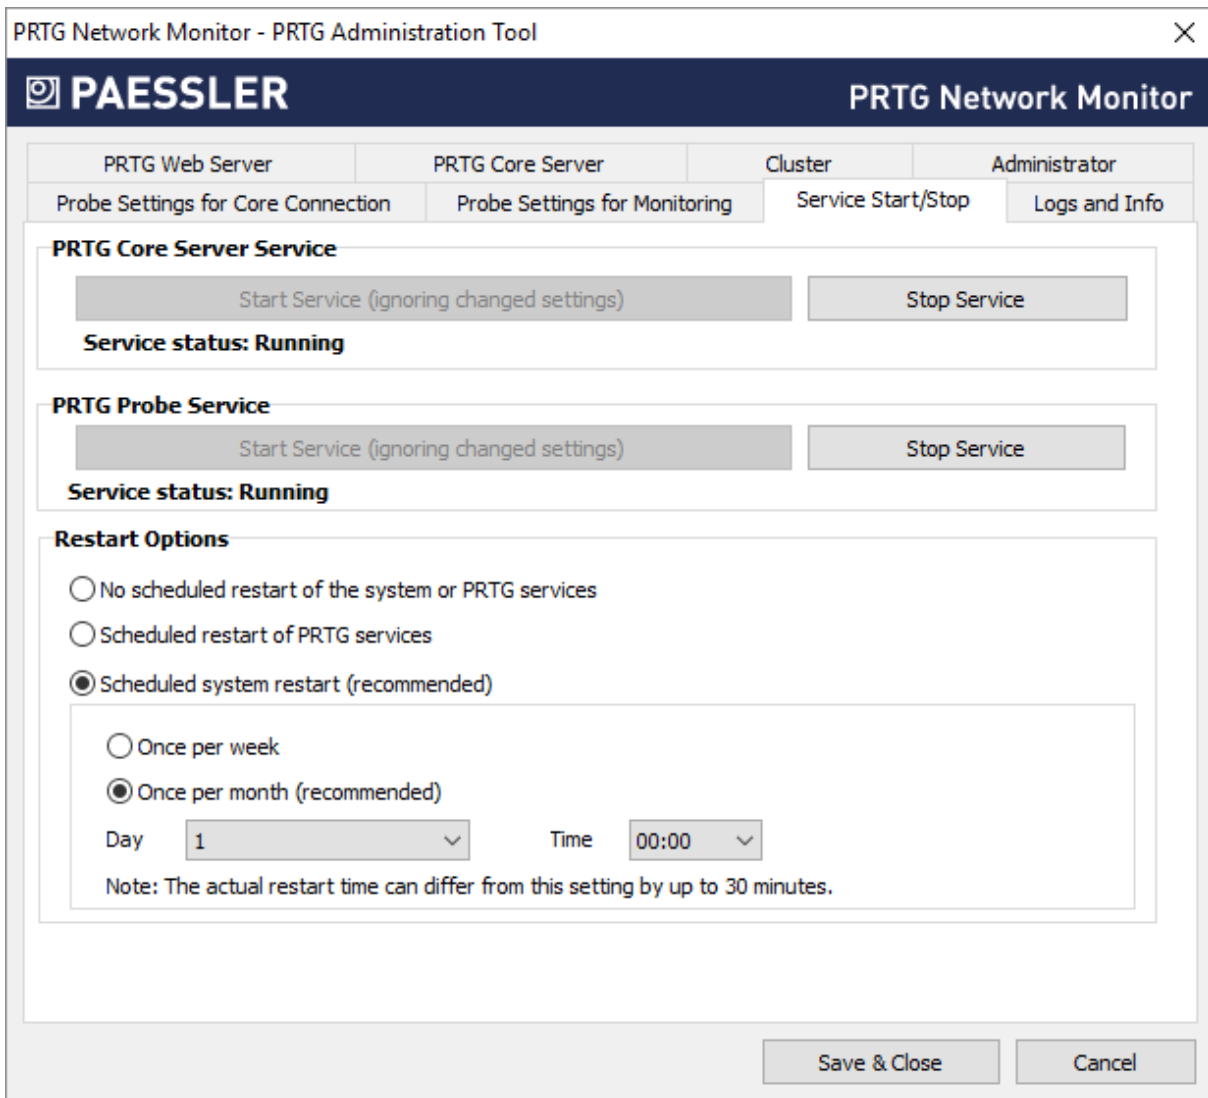 PRTG Network Monitor - PRTG Administration Tool
PAESSLER
PRTG Network Monitor
PRTG Web Server
PRTG Core Server
Cluster
Administrator
Probe Settings for Core Connection
Probe Settings for Monitoring
Service Start/Stop
Logs and Info
PRTG Core Server Service
Start Service (ignoring changed settings)
Stop Service
Service status: Running
PRTG Probe Service
Start Service (ignoring changed settings)
Stop Service
Service status: Running
Restart Options
No scheduled restart of the system or PRTG services
Scheduled restart of PRTG services
Scheduled system restart (recommended)
Once per week
Once per month (recommended)
Day
1
Time
00:00
Note: The actual restart time can differ from this setting by up to 30 minutes.
Save & Close
Cancel